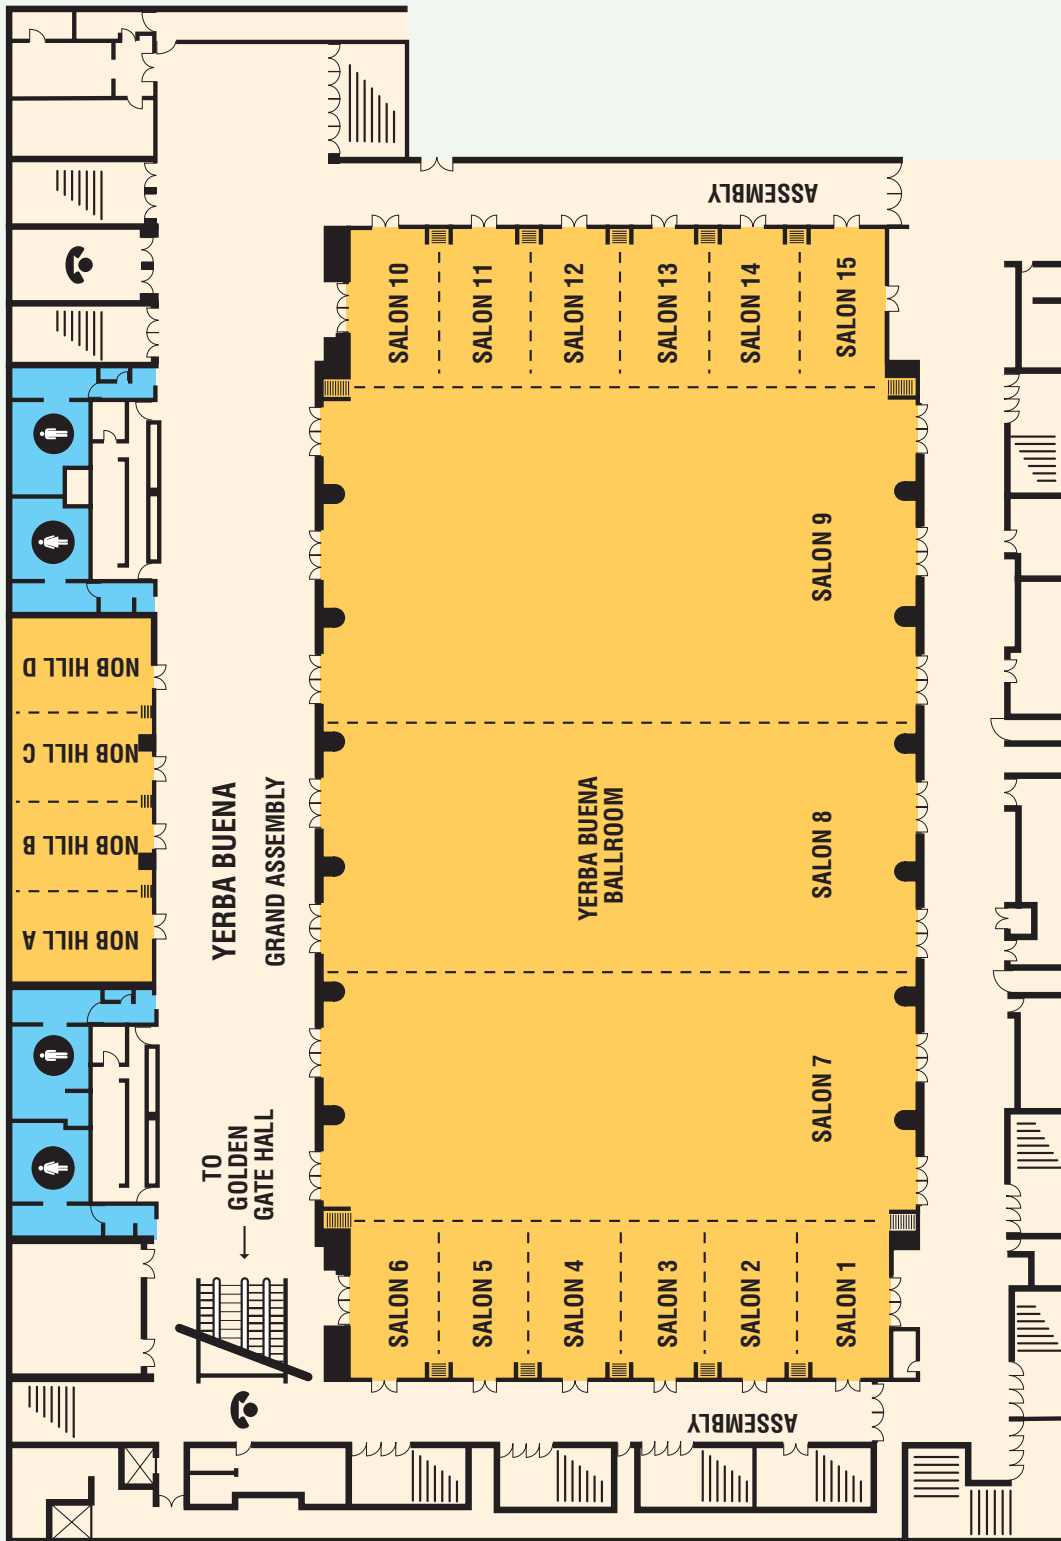 ASSEMBLY
SALON 10
SALON 11
SALON 12
SALON 13
SALON 14
SALON 15
SALON 9
NOB HILL D
NOB HILL C
NOB HILL B
NOB HILL A
YERBA BUENA
GRAND ASSEMBLY
YERBA BUENA
BALLROOM
SALON 8
SALON 7
TO
GOLDEN
GATE HALL
SALON 6
SALON 5
SALON 4
SALON 3
SALON 2
SALON 1
ASSEMBLY